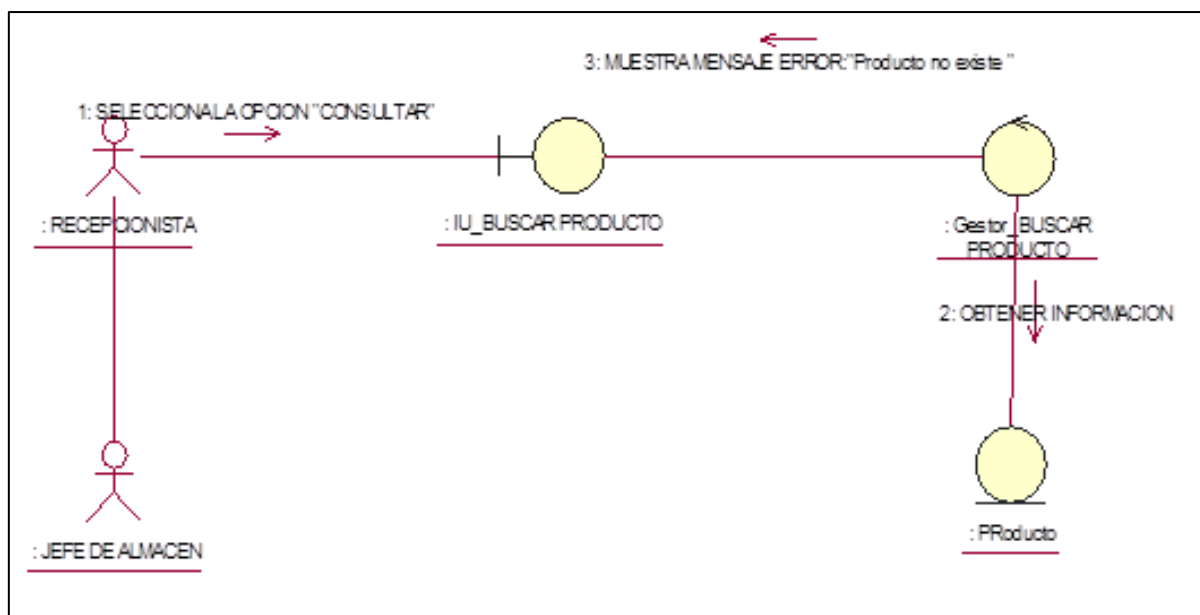 3: MUESTRA MENSAJE ERROR:"Producto no existe "
1: SELECCIONA LA OPCION "CONSULTAR"
: RECEPCIONISTA
: IU_BUSCAR PRODUCTO
: Gestor_BUSCAR
PRODUCTO
2: OBTENER INFORMACION
: JEFE DE ALMACEN
: PRoducto